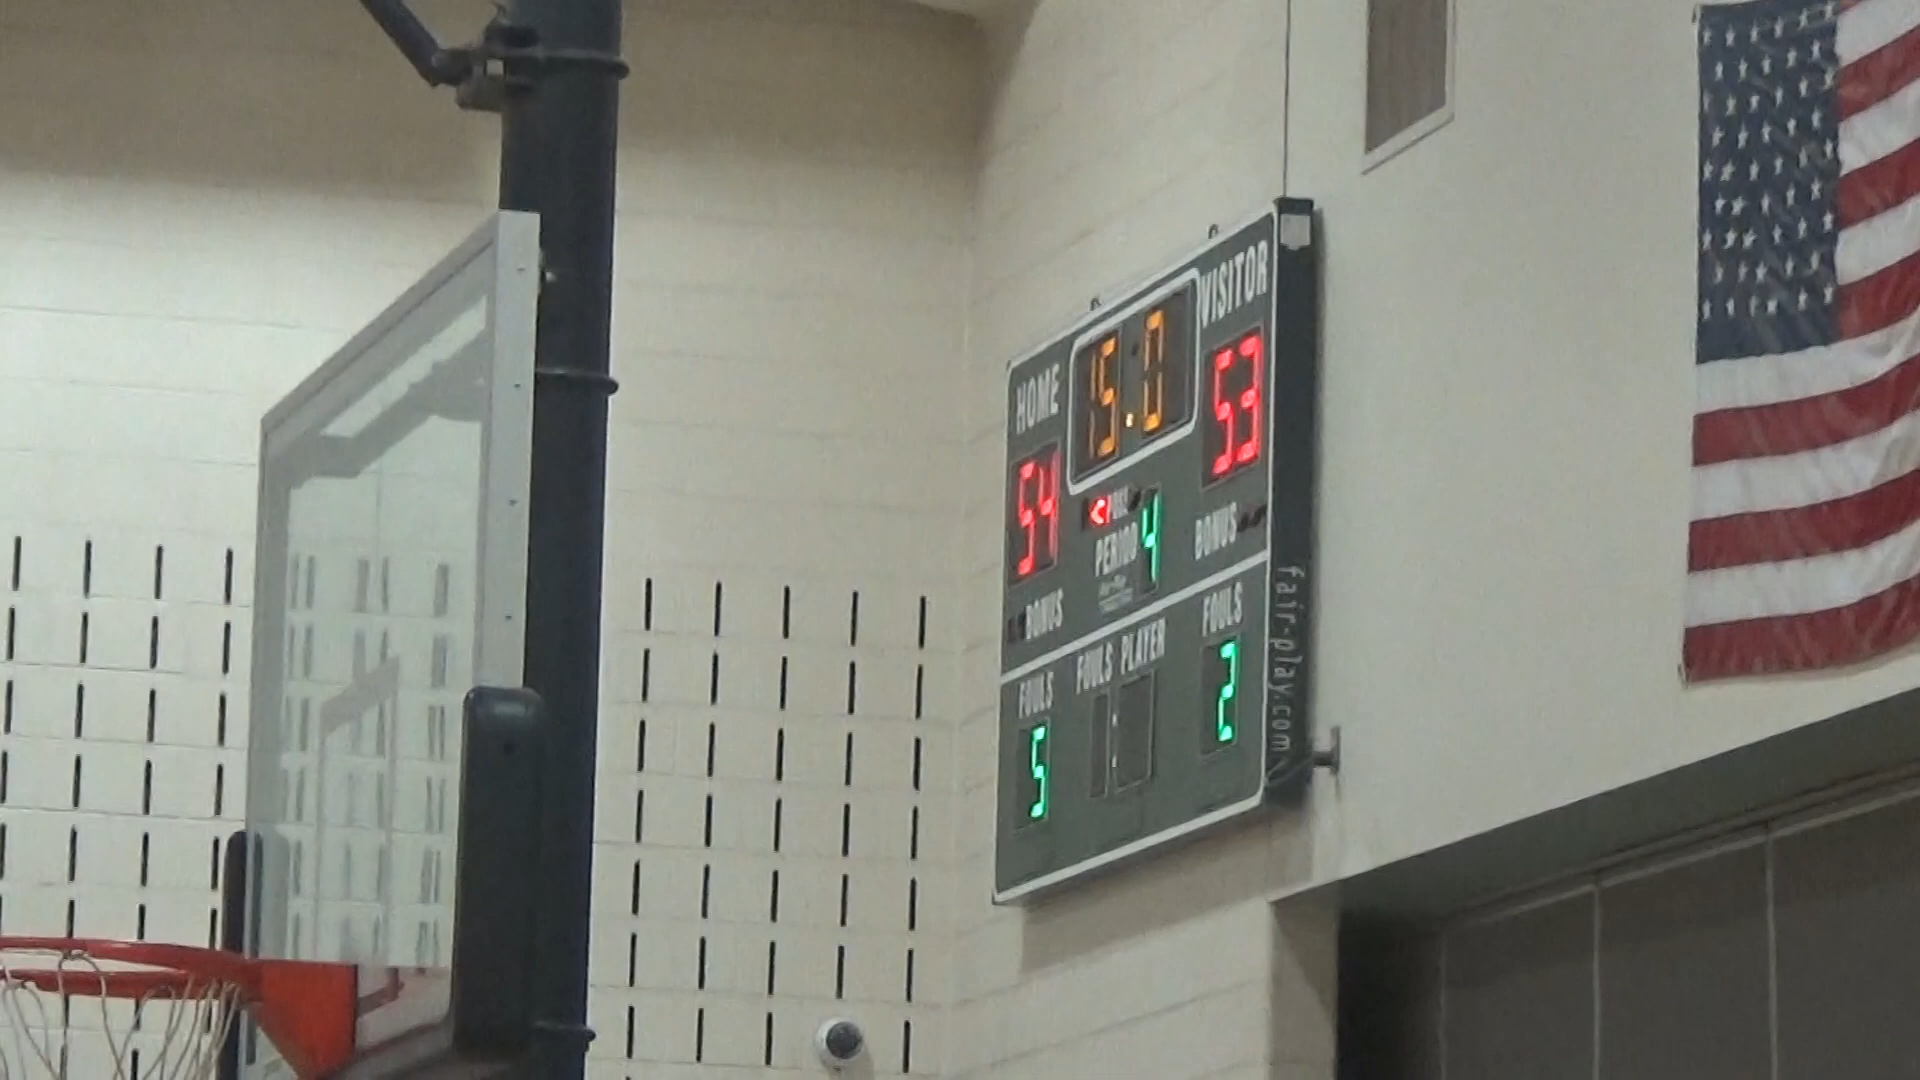 HOME 15.0 VISITOR
54 53
< POSS
PERIOD 4
BONUS BONUS
FOULS FOULS PLAYER FOULS
5 : 2
fair-play.com